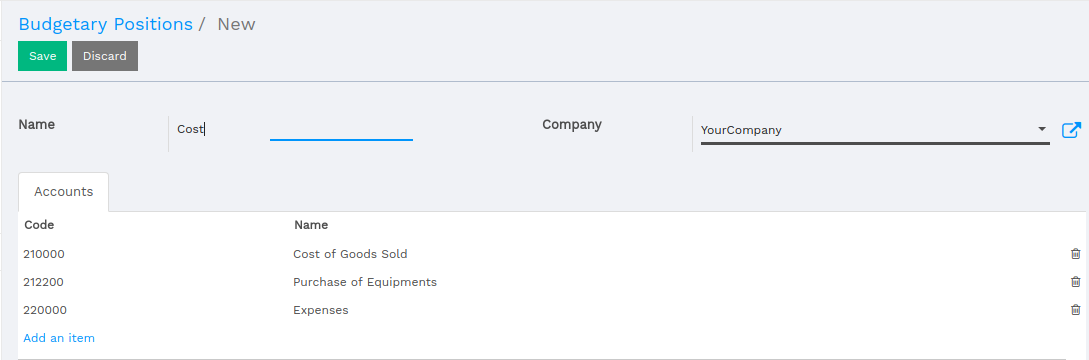 Budgetary Positions / New
Save Discard
Name Cost Company YourCompany
Accounts
Code Name
210000 Cost of Goods Sold
212200 Purchase of Equipments
220000 Expenses
Add an item